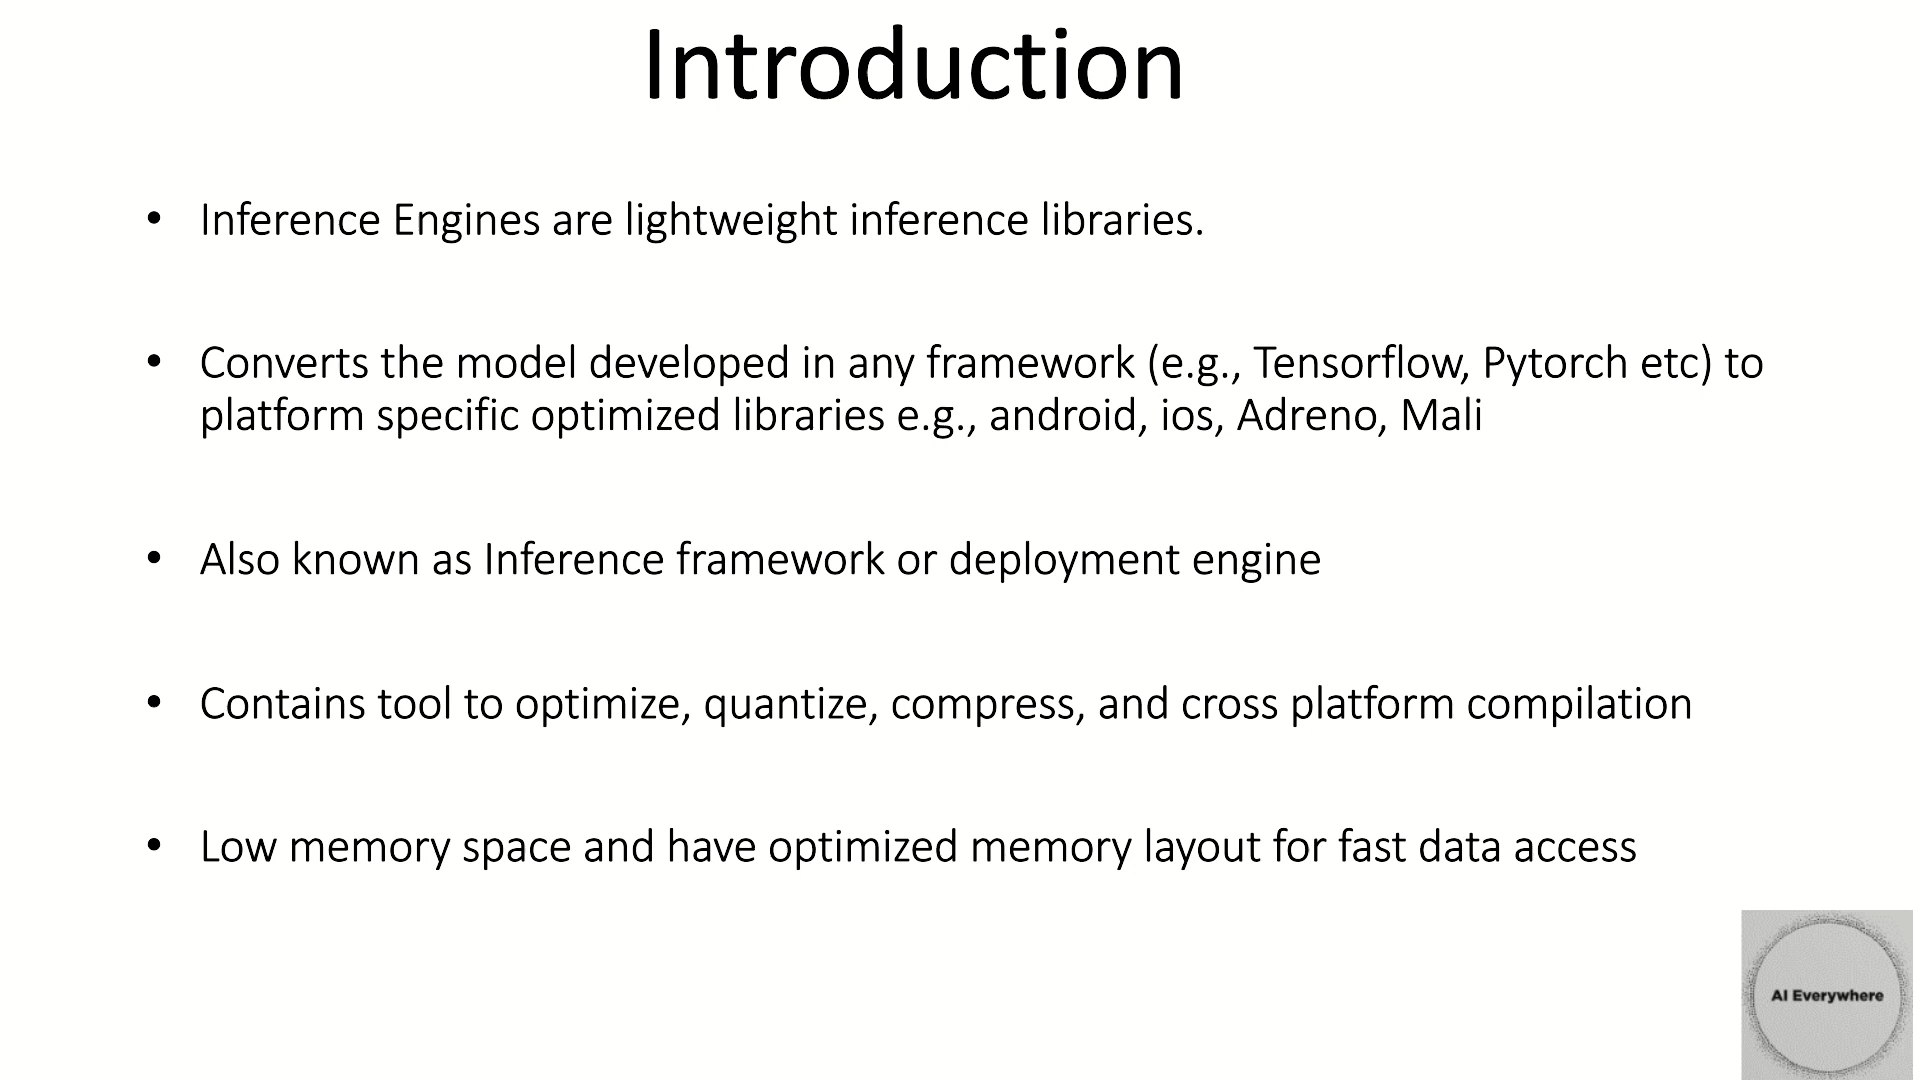 Introduction
• Inference Engines are lightweight inference libraries.
• Converts the model developed in any framework (e.g., Tensorflow, Pytorch etc) to
platform specific optimized libraries e.g., android, ios, Adreno, Mali
• Also known as Inference framework or deployment engine
• Contains tool to optimize, quantize, compress, and cross platform compilation
• Low memory space and have optimized memory layout for fast data access
AI Everywhere